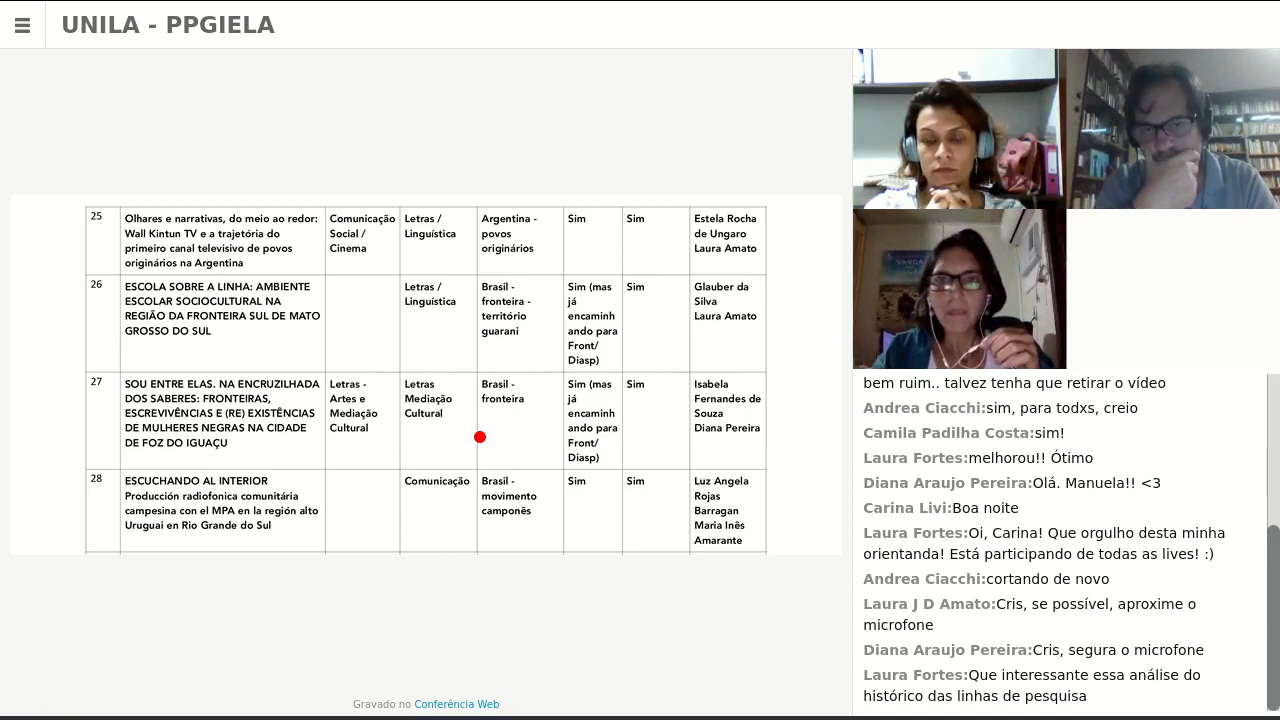 UNILA - PPGIELA
25
Olhares e narrativas, do meio ao redor:
Wall Kintun TV e a trajetória do
primeiro canal televisivo de povos
originários na Argentina
Comunicação
Social /
Cinema
Letras /
Linguística
Argentina -
povos
originários
Sim
Sim
Estela Rocha
de Ungaro
Laura Amato
26
ESCOLA SOBRE A LINHA: AMBIENTE
ESCOLAR SOCIOCULTURAL NA
REGIÃO DA FRONTEIRA SUL DE MATO
GROSSO DO SUL
Letras /
Linguística
Brasil -
fronteira -
território
guarani
Sim (mas
já
encaminh
ando para
Front/
Diasp)
Sim
Glauber da
Silva
Laura Amato
27
SOU ENTRE ELAS. NA ENCRUZILHADA
DOS SABERES: FRONTEIRAS,
ESCREVIVÊNCIAS E (RE) EXISTÊNCIAS
DE MULHERES NEGRAS NA CIDADE
DE FOZ DO IGUAÇU
Letras -
Artes e
Mediação
Cultural
Letras
Mediação
Cultural
Brasil -
fronteira
Sim (mas
já
encaminh
ando para
Front/
Diasp)
Sim
Isabela
Fernandes de
Souza
Diana Pereira
28
ESCUCHANDO AL INTERIOR
Producción radiofonica comunitária
campesina con el MPA en la región alto
Uruguai en Rio Grande do Sul
Comunicação
Brasil -
movimento
camponês
Sim
Sim
Luz Angela
Rojas
Barragan
Maria Inês
Amarante
Gravado no Conferência Web
bem ruim.. talvez tenha que retirar o vídeo
Andrea Ciacchi:sim, para todxs, creio
Camila Padilha Costa:sim!
Laura Fortes:melhorou!! Ótimo
Diana Araujo Pereira:Olá. Manuela!! <3
Carina Livi:Boa noite
Laura Fortes:Oi, Carina! Que orgulho desta minha
orientanda! Está participando de todas as lives! :)
Andrea Ciacchi:cortando de novo
Laura J D Amato:Cris, se possível, aproxime o
microfone
Diana Araujo Pereira:Cris, segura o microfone
Laura Fortes:Que interessante essa análise do
histórico das linhas de pesquisa